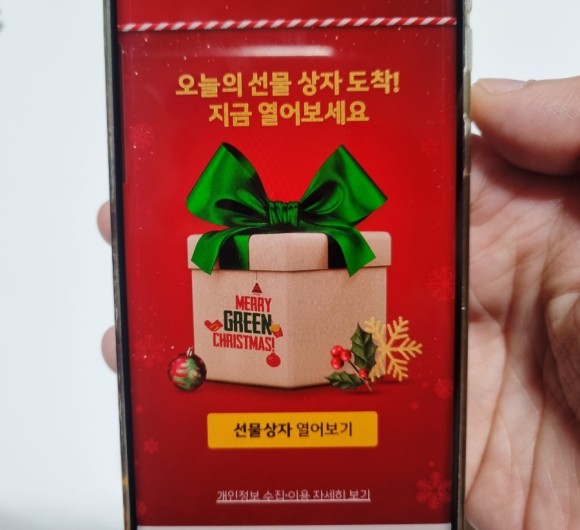 오늘의 선물 상자 도착!
지금 열어보세요
MERRY
GREEN
CHRISTMAS!
선물상자 열어보기
개인정보 수집•이용 자세히 보기